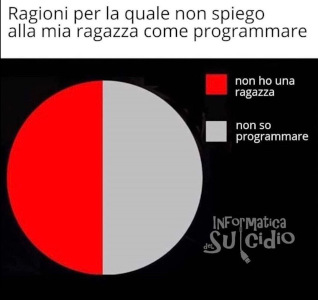 Ragioni per la quale non spiego
alla mia ragazza come programmare
non ho una
ragazza
non so
programmare
INFOrMaTica
del SUicidio